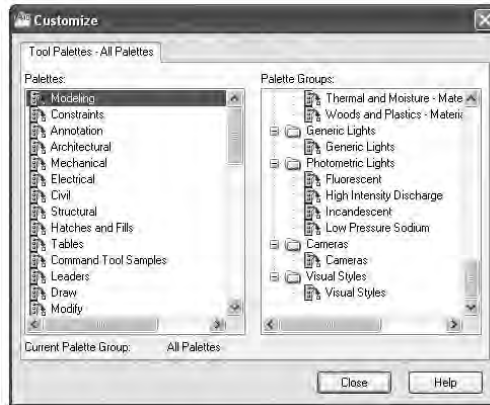 Customize
Tool Palettes - All Palettes
Palettes:
Modeling
Constraints
Annotation
Architectural
Mechanical
Electrical
Civil
Structural
Hatches and Fills
Tables
Command Tool Samples
Leaders
Draw
Modify
Palette Groups:
Thermal and Moisture - Mate
Woods and Plastics - Materia
Generic Lights
Generic Lights
Photometric Lights
Fluorescent
High Intensity Discharge
Incandescent
Low Pressure Sodium
Cameras
Cameras
Visual Styles
Visual Styles
Current Palette Group: All Palettes
Close Help